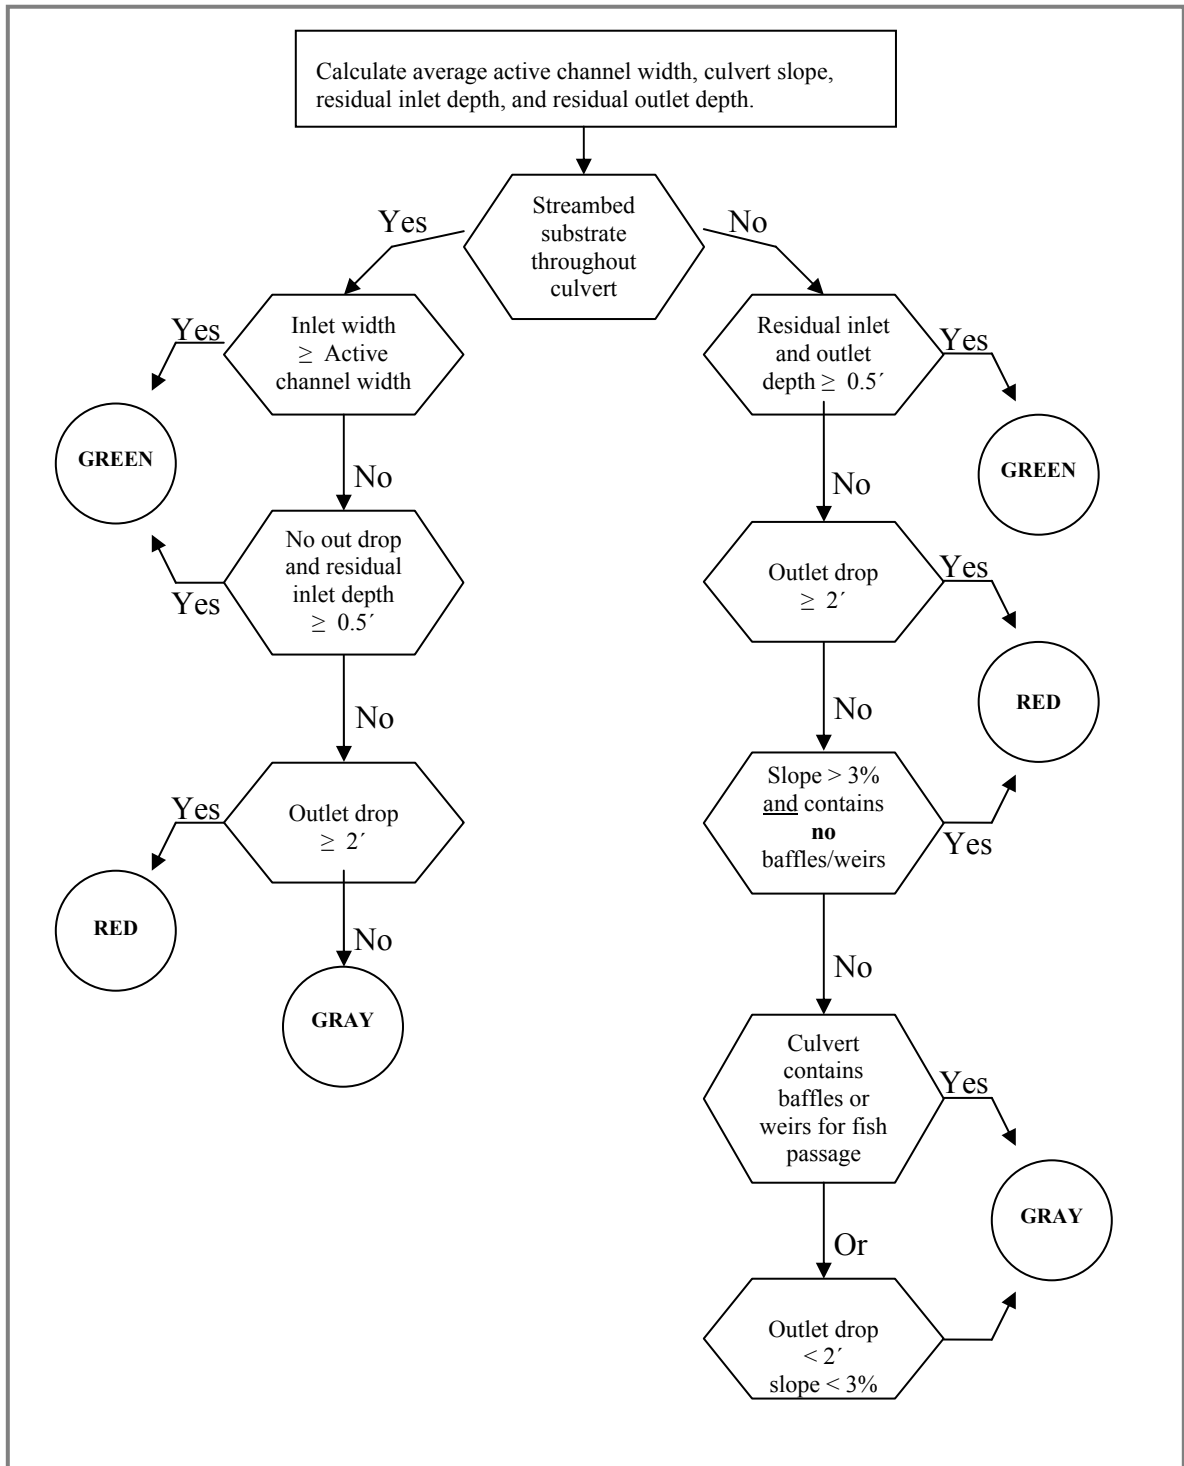 Calculate average active channel width, culvert slope,
residual inlet depth, and residual outlet depth.
Streambed
substrate
throughout
culvert
Yes
No
Inlet width
≥ Active
channel width
Yes
GREEN
No
No out drop
and residual
inlet depth
≥ 0.5´
Yes
No
Outlet drop
≥ 2´
Yes
RED
No
GRAY
Residual inlet
and outlet
depth ≥ 0.5´
Yes
GREEN
No
Outlet drop
≥ 2´
Yes
RED
No
Slope > 3%
and contains
no
baffles/weirs
Yes
No
Culvert
contains
baffles or
weirs for fish
passage
Yes
GRAY
Or
Outlet drop
< 2´
slope < 3%